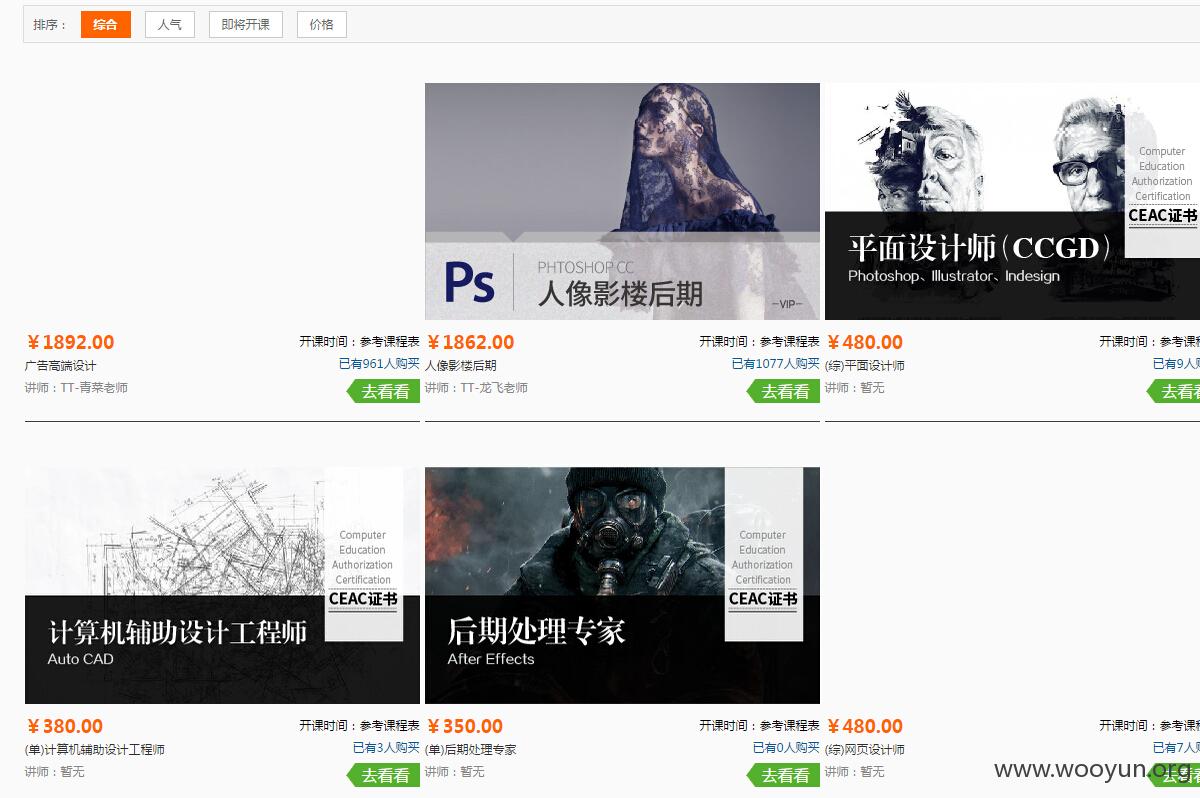 排序：
综合
人气
即将开课
价格
Ps
PHTOSHOP CC
人像影楼后期
–VIP–
Computer
Education
Authorization
Certification
CEAC证书
平面设计师(CCGD)
Photoshop、Illustrator、Indesign
￥1892.00
开课时间：参考课程表
广告高端设计
已有961人购买
讲师：TT-青菜老师
去看看
￥1862.00
开课时间：参考课程表
人像影楼后期
已有1077人购买
讲师：TT-龙飞老师
去看看
￥480.00
开课时间：参考课
(综)平面设计师
已有9人
讲师：暂无
去看
Computer
Education
Authorization
Certification
CEAC证书
计算机辅助设计工程师
Auto CAD
Computer
Education
Authorization
Certification
CEAC证书
后期处理专家
After Effects
￥380.00
开课时间：参考课程表
(单)计算机辅助设计工程师
已有3人购买
讲师：暂无
去看看
￥350.00
开课时间：参考课程表
(单)后期处理专家
已有0人购买
讲师：暂无
去看看
￥480.00
开课时间：参考课
(综)网页设计师
已有7人
讲师：暂无
www.wooyun.org